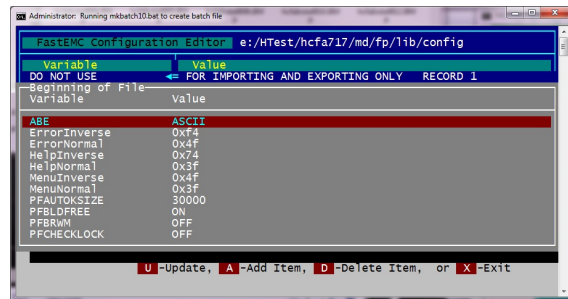 Administrator: Running mkbatch10.bat to create batch file
FastEMC Configuration Editor e:/HTest/hcfa717/md/fp/lib/config
Variable Value
DO NOT USE <= FOR IMPORTING AND EXPORTING ONLY RECORD 1
Beginning of File
Variable Value
ABE ASCII
ErrorInverse 0xf4
ErrorNormal 0x4f
HelpInverse 0x74
HelpNormal 0x3f
MenuInverse 0x4f
MenuNormal 0x3f
PFAUTOKSIZE 30000
PFBLDFREE ON
PFBRWM OFF
PFCHECKLOCK OFF
U -Update, A -Add Item, D -Delete Item, or X -Exit